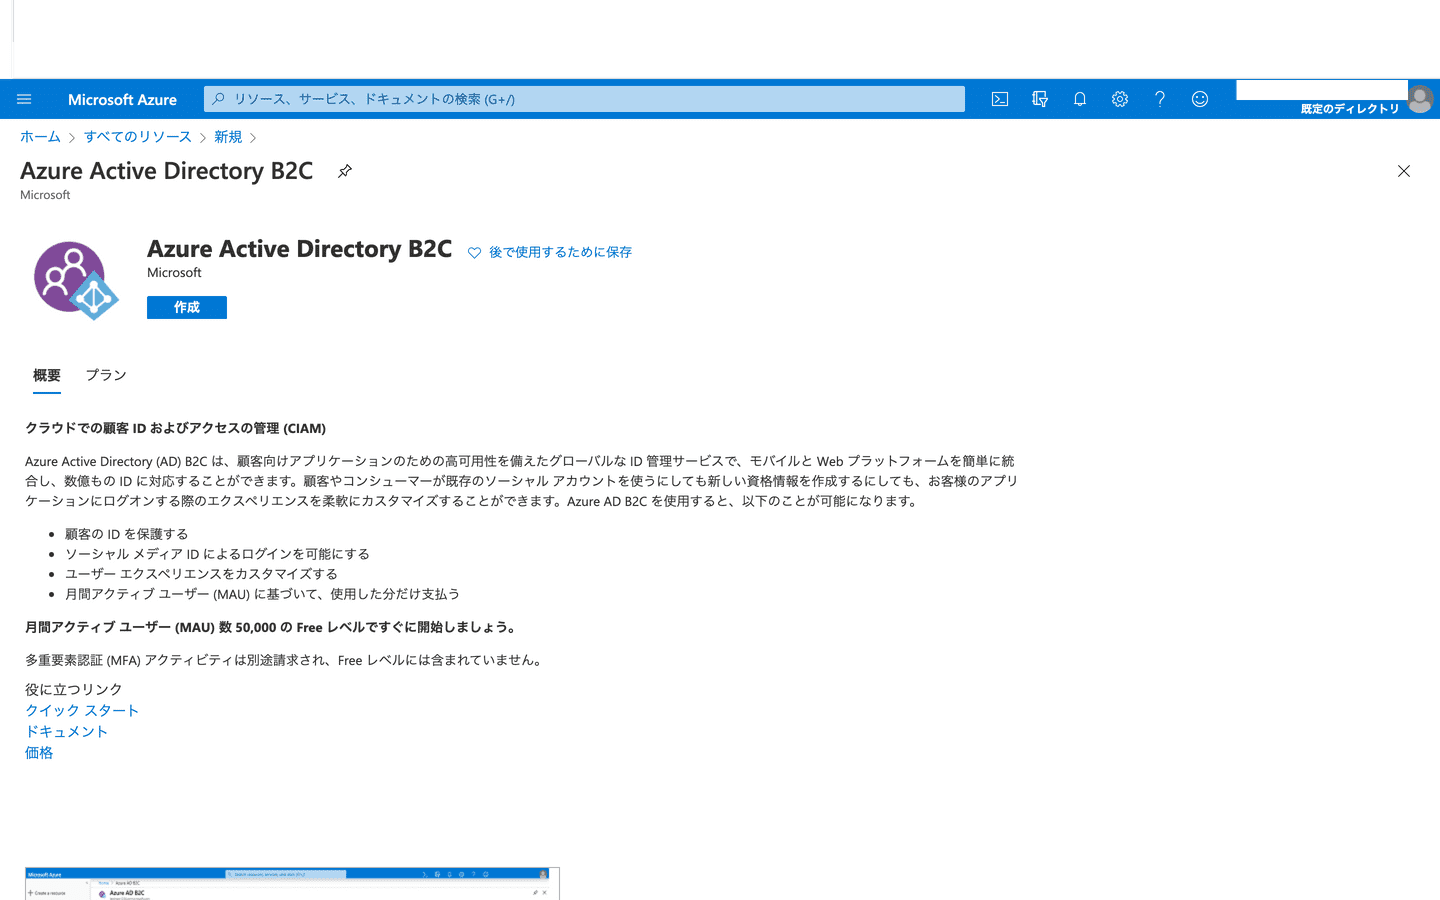 Microsoft Azure
リソース、サービス、ドキュメントの検索 (G+/)
既定のディレクトリ
ホーム > すべてのリソース > 新規 >
Azure Active Directory B2C
Microsoft
Azure Active Directory B2C
後で使用するために保存
Microsoft
作成
概要 プラン
クラウドでの顧客 ID およびアクセスの管理 (CIAM)
Azure Active Directory (AD) B2C は、顧客向けアプリケーションのための高可用性を備えたグローバルな ID 管理サービスで、モバイルと Web プラットフォームを簡単に統
合し、数億もの ID に対応することができます。顧客やコンシューマーが既存のソーシャル アカウントを使うにしても新しい資格情報を作成するにしても、お客様のアプリ
ケーションにログオンする際のエクスペリエンスを柔軟にカスタマイズすることができます。Azure AD B2C を使用すると、以下のことが可能になります。
• 顧客の ID を保護する
• ソーシャル メディア ID によるログインを可能にする
• ユーザー エクスペリエンスをカスタマイズする
• 月間アクティブ ユーザー (MAU) に基づいて、使用した分だけ支払う
月間アクティブ ユーザー (MAU) 数 50,000 の Free レベルですぐに開始しましょう。
多重要素認証 (MFA) アクティビティは別途請求され、Free レベルには含まれていません。
役に立つリンク
クイック スタート
ドキュメント
価格
Microsoft Azure
Home > Azure AD B2C
+ Create a resource
Azure AD B2C